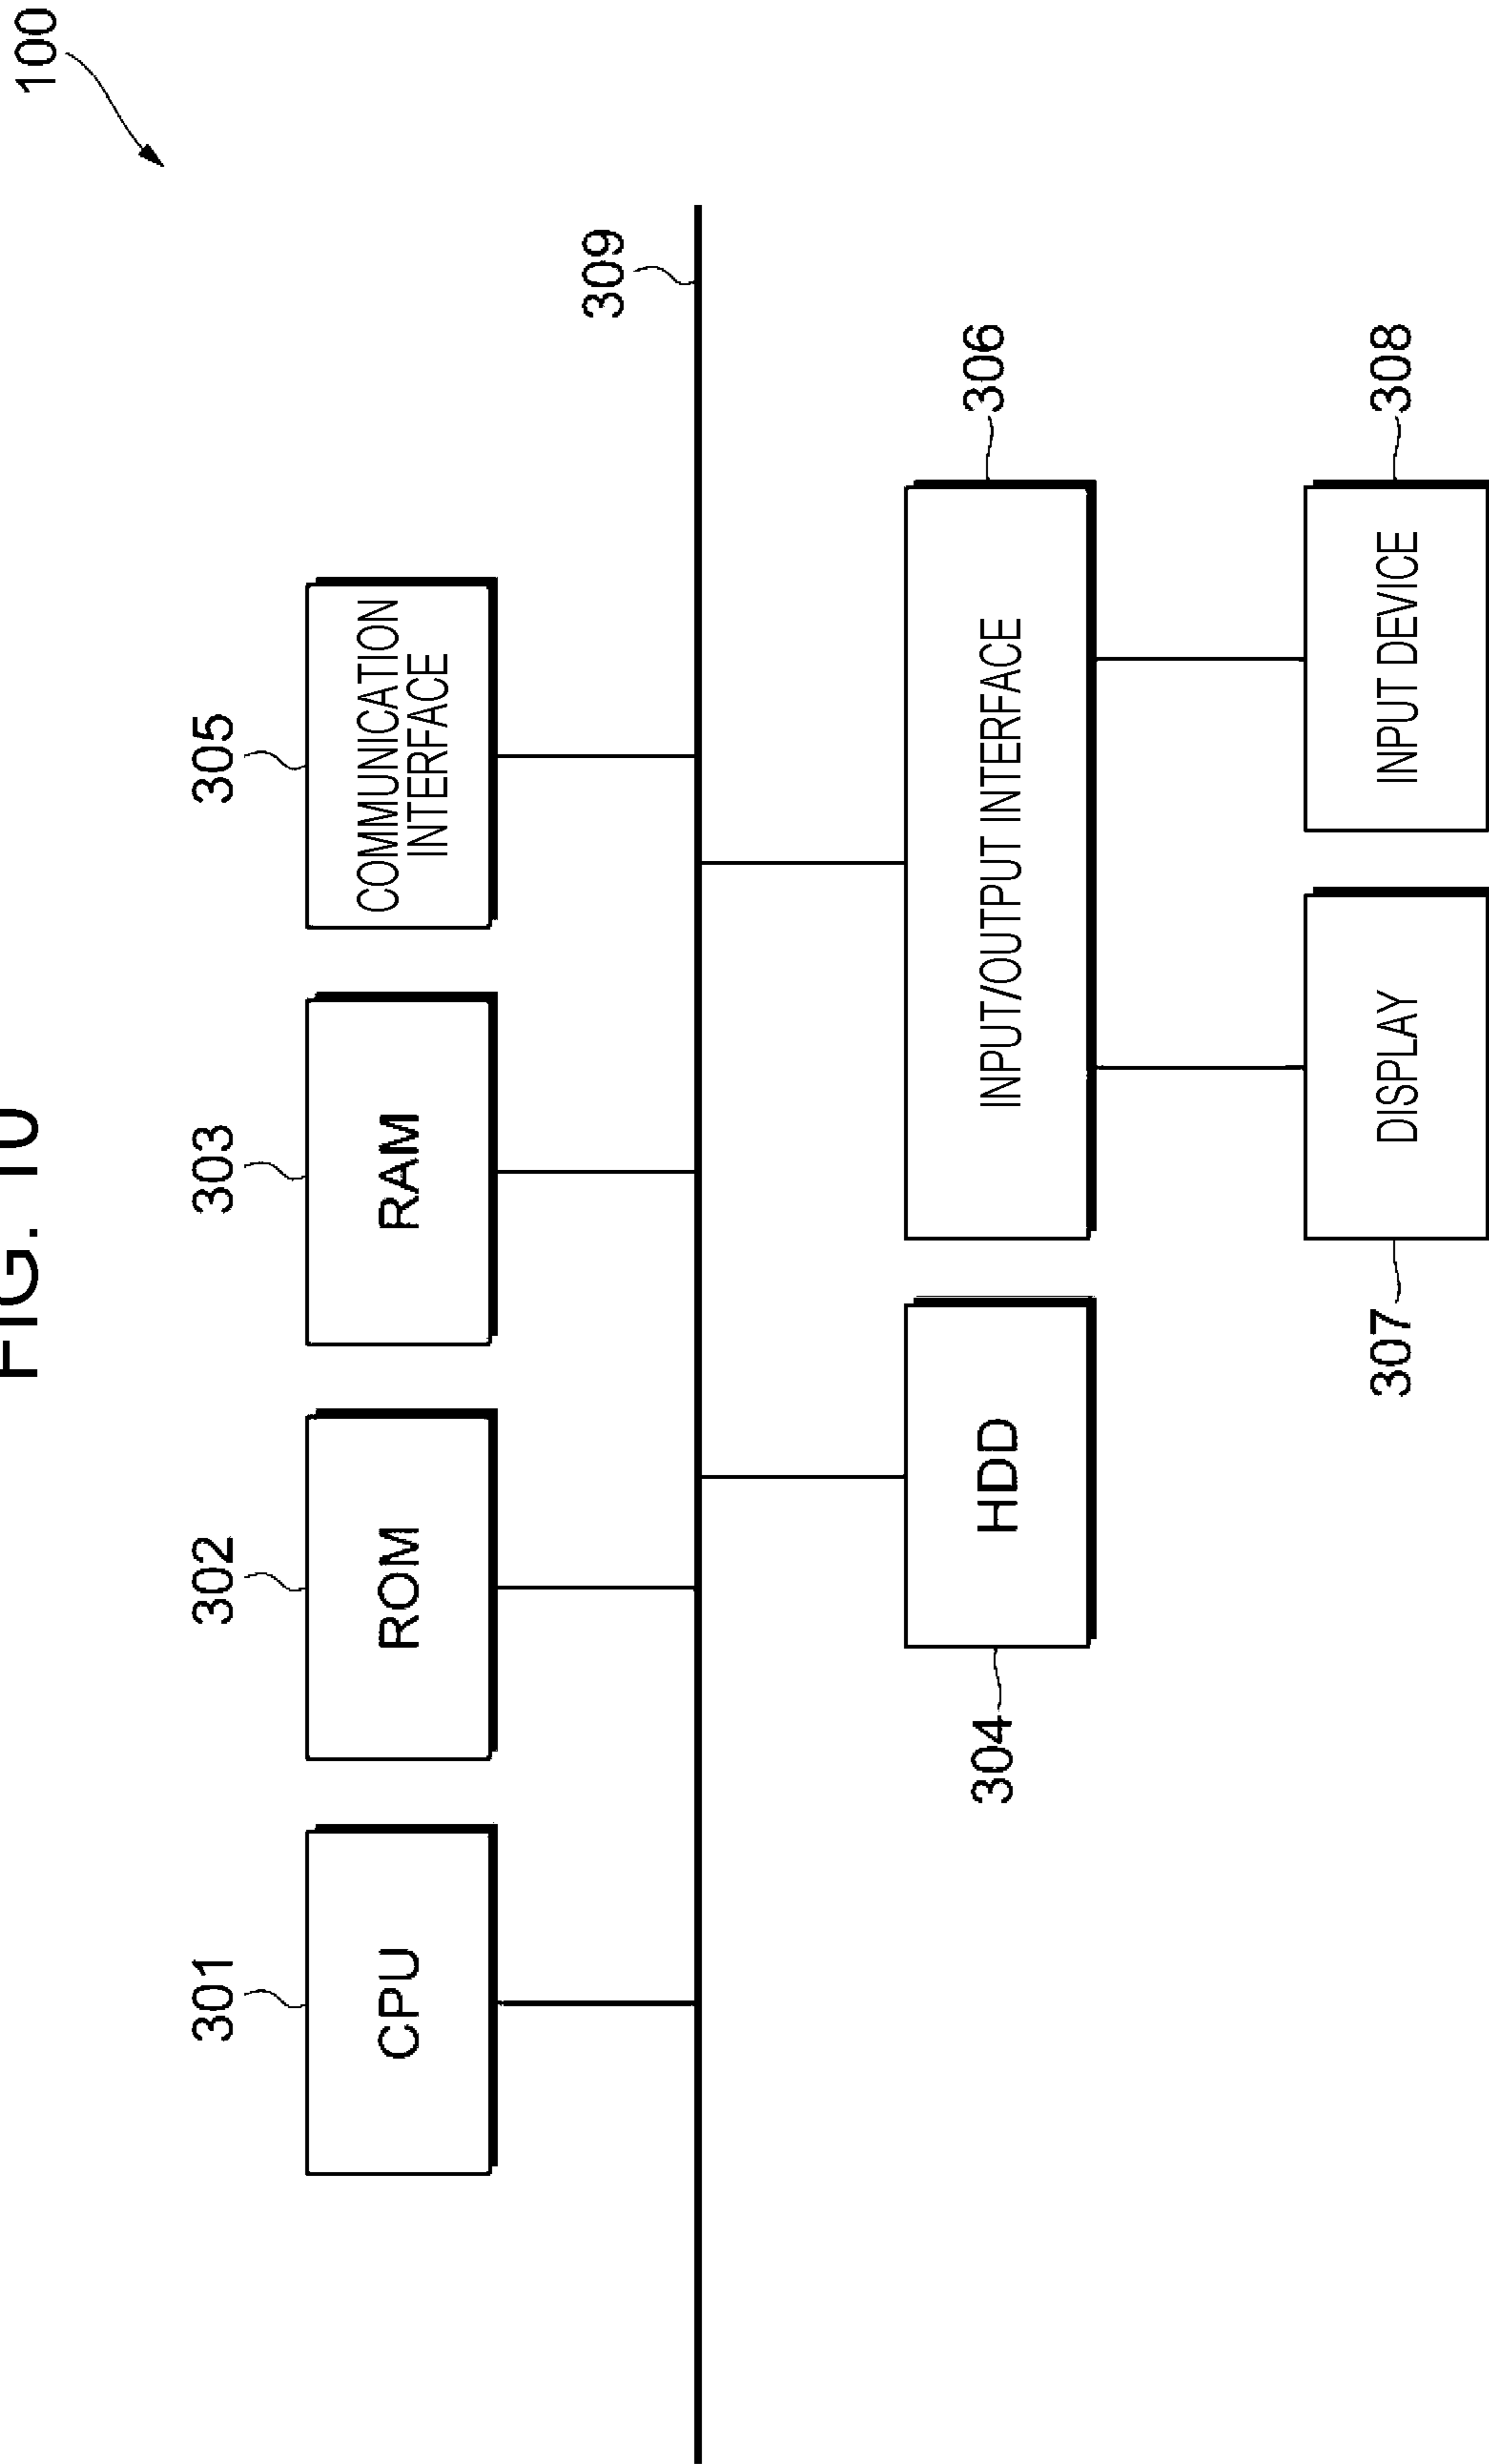 FIG. 10
100
301
302
303
305
CPU
ROM
RAM
COMMUNICATION
INTERFACE
309
304
HDD
INPUT/OUTPUT INTERFACE
306
307
DISPLAY
INPUT DEVICE
308